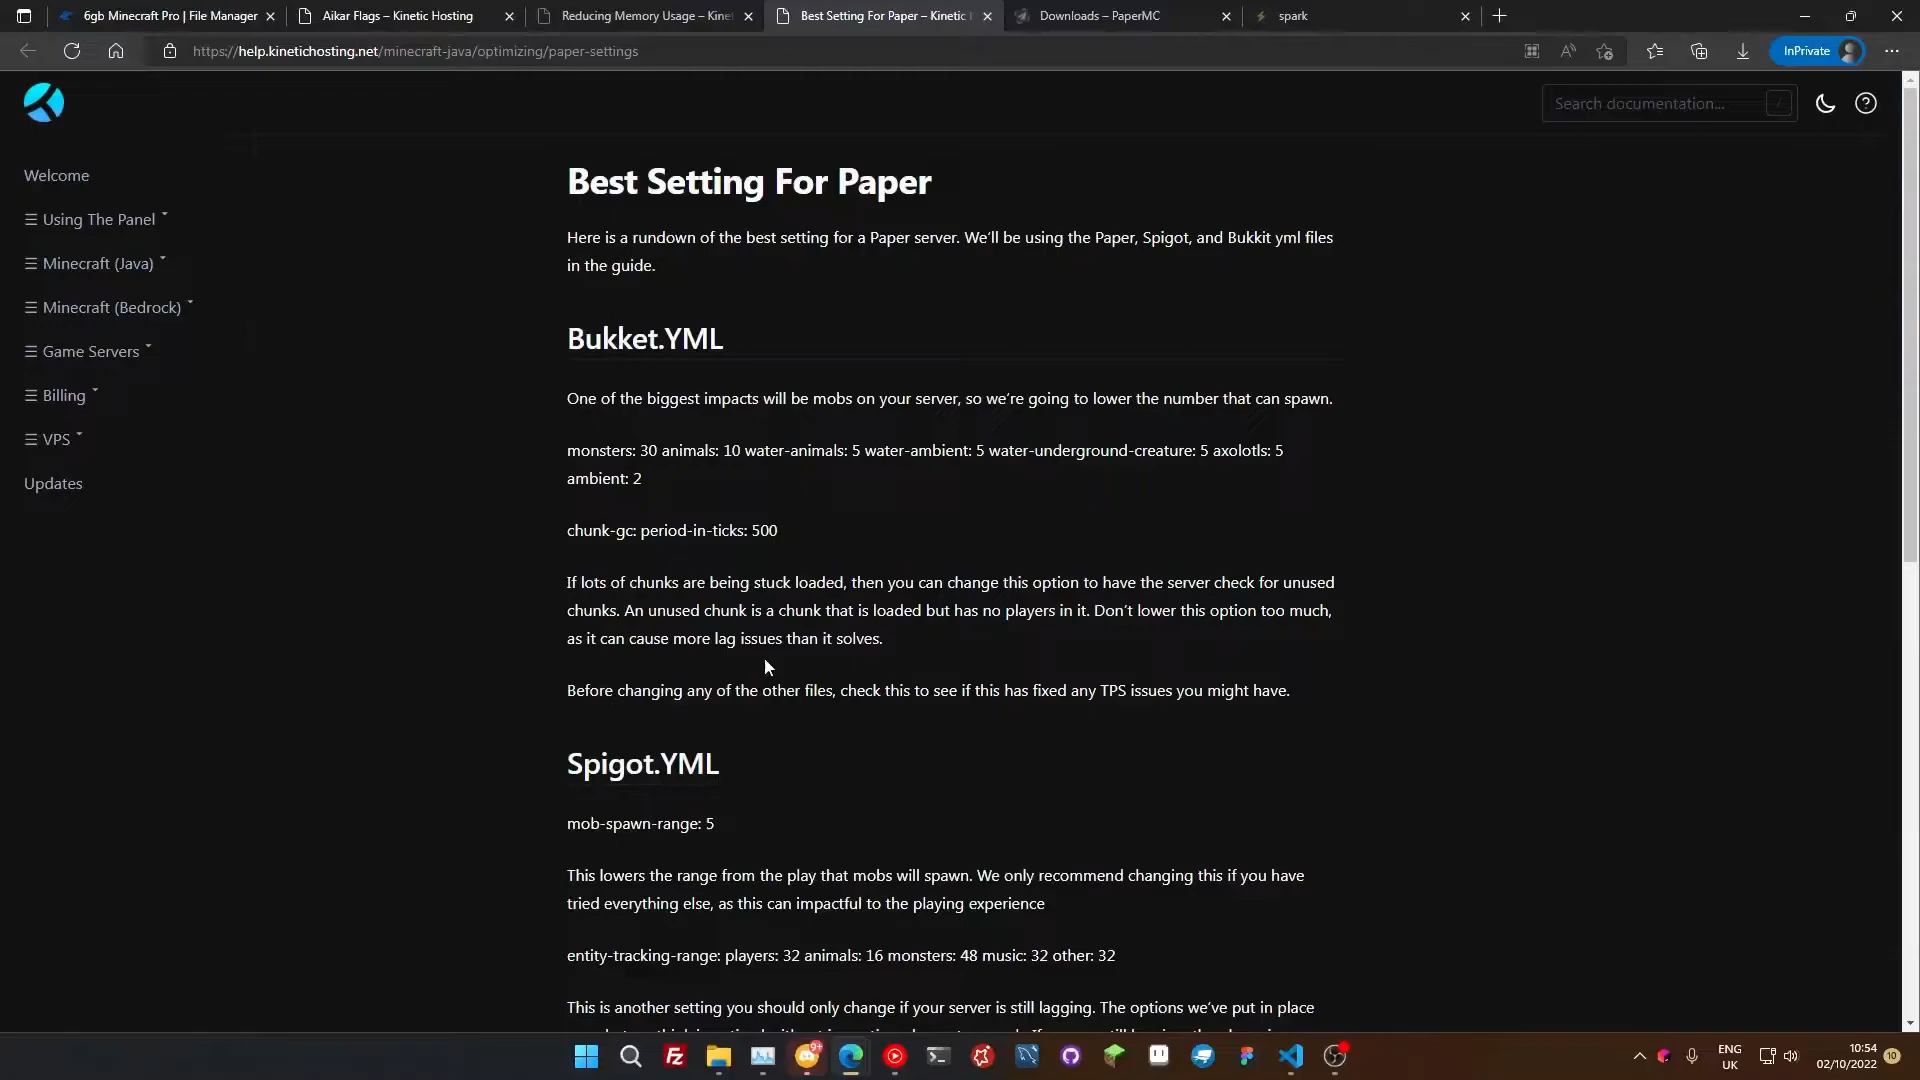 6gb Minecraft Pro | File Manager
Aikar Flags – Kinetic Hosting
Reducing Memory Usage – Kine
Best Setting For Paper – Kinetic
Downloads – PaperMC
spark
https://help.kinetichosting.net/minecraft-java/optimizing/paper-settings
InPrivate
Search documentation...
/
Welcome
Using The Panel
Minecraft (Java)
Minecraft (Bedrock)
Game Servers
Billing
VPS
Updates
Best Setting For Paper
Here is a rundown of the best setting for a Paper server. We'll be using the Paper, Spigot, and Bukkit yml files
in the guide.
Bukket.YML
One of the biggest impacts will be mobs on your server, so we're going to lower the number that can spawn.
monsters: 30 animals: 10 water-animals: 5 water-ambient: 5 water-underground-creature: 5 axolotls: 5
ambient: 2
chunk-gc: period-in-ticks: 500
If lots of chunks are being stuck loaded, then you can change this option to have the server check for unused
chunks. An unused chunk is a chunk that is loaded but has no players in it. Don't lower this option too much,
as it can cause more lag issues than it solves.
Before changing any of the other files, check this to see if this has fixed any TPS issues you might have.
Spigot.YML
mob-spawn-range: 5
This lowers the range from the play that mobs will spawn. We only recommend changing this if you have
tried everything else, as this can impactful to the playing experience
entity-tracking-range: players: 32 animals: 16 monsters: 48 music: 32 other: 32
This is another setting you should only change if your server is still lagging. The options we've put in place
Fz
9+
ENG
UK
10:54
02/10/2022
10